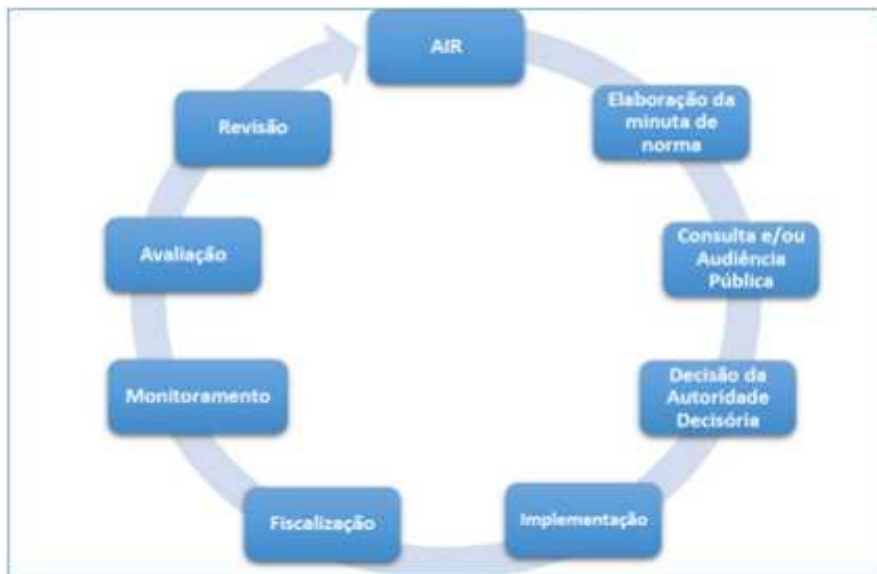 AIR
Elaboração da
minuta de
norma
Consulta e/ou
Audiência
Pública
Decisão da
Autoridade
Decisória
Implementação
Fiscalização
Monitoramento
Avaliação
Revisão